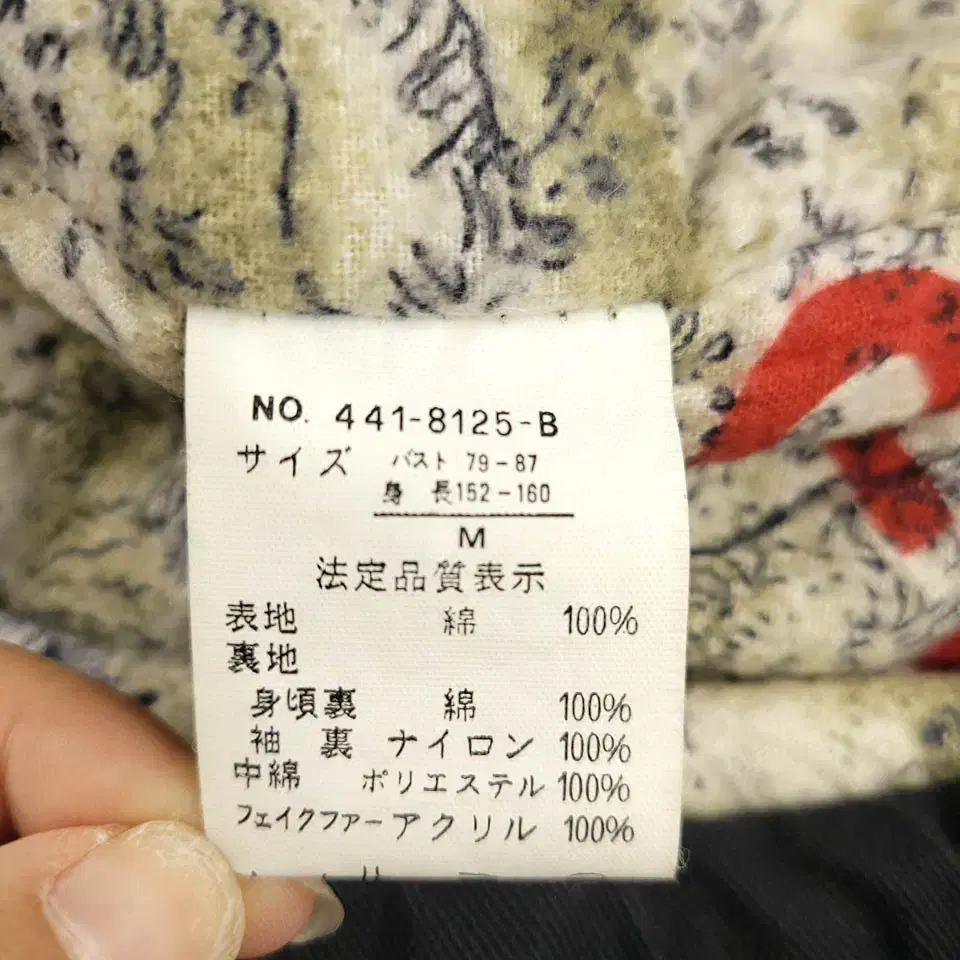 NO. 441-8125-B
サイズ バスト 79-87
身 長152-160
M
法定品質表示
表地 綿 100%
裏地
身頃裏 綿 100%
袖 裏 ナイロン 100%
中綿 ポリエステル 100%
フェイクファーアクリル 100%